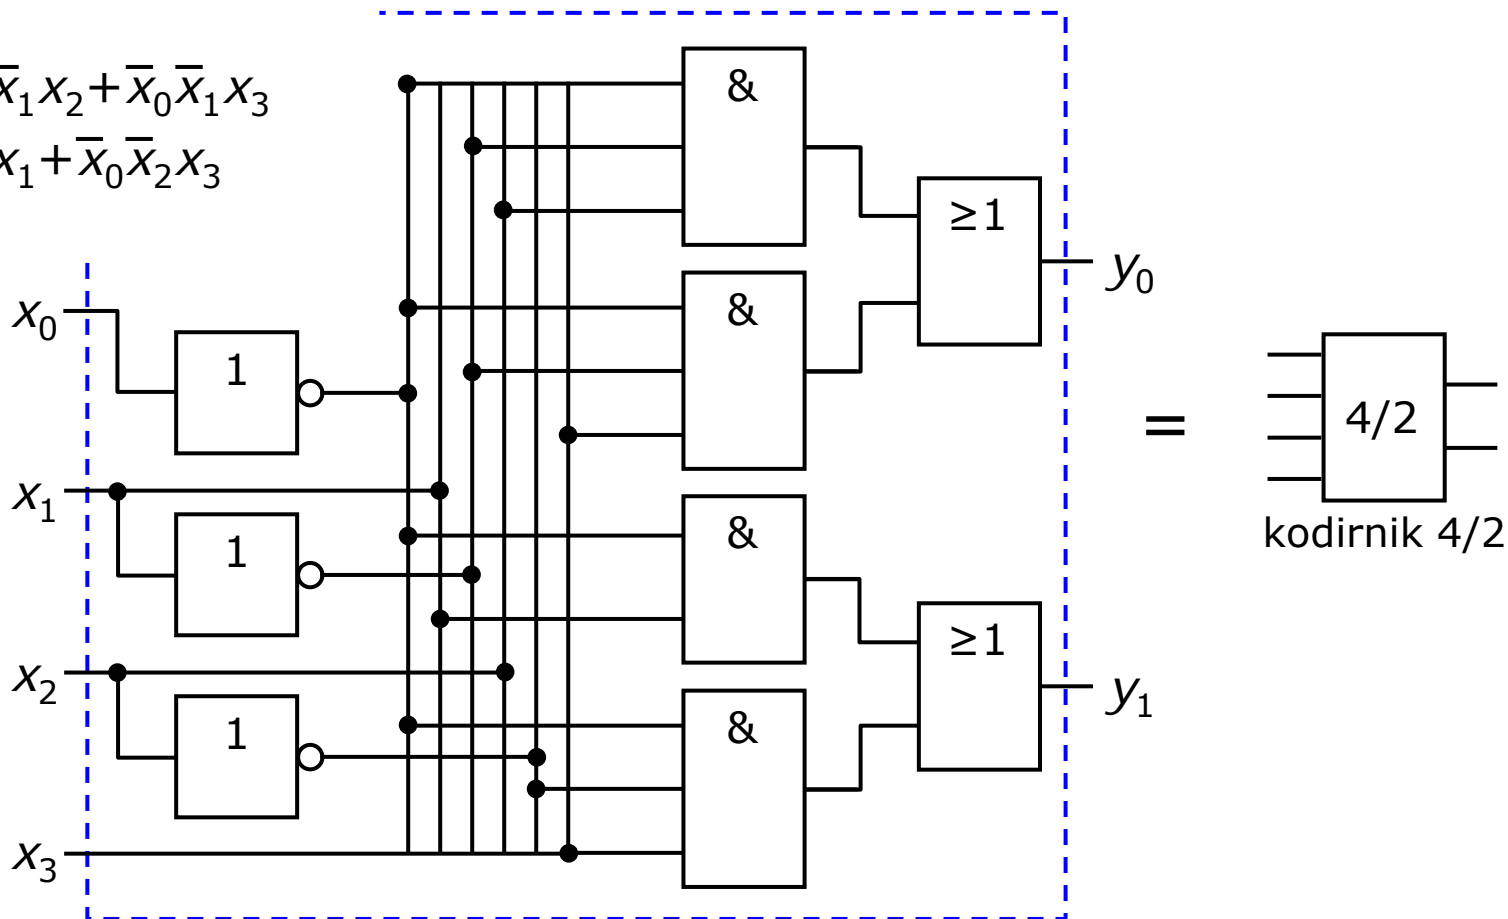 x̅₁x₂+x̅₀x̅₁x₃
x₁+x̅₀x̅₂x₃
&
≥1
y₀
x₀
1
&
4/2
=
kodirnik 4/2
x₁
1
&
≥1
y₁
x₂
1
&
x₃